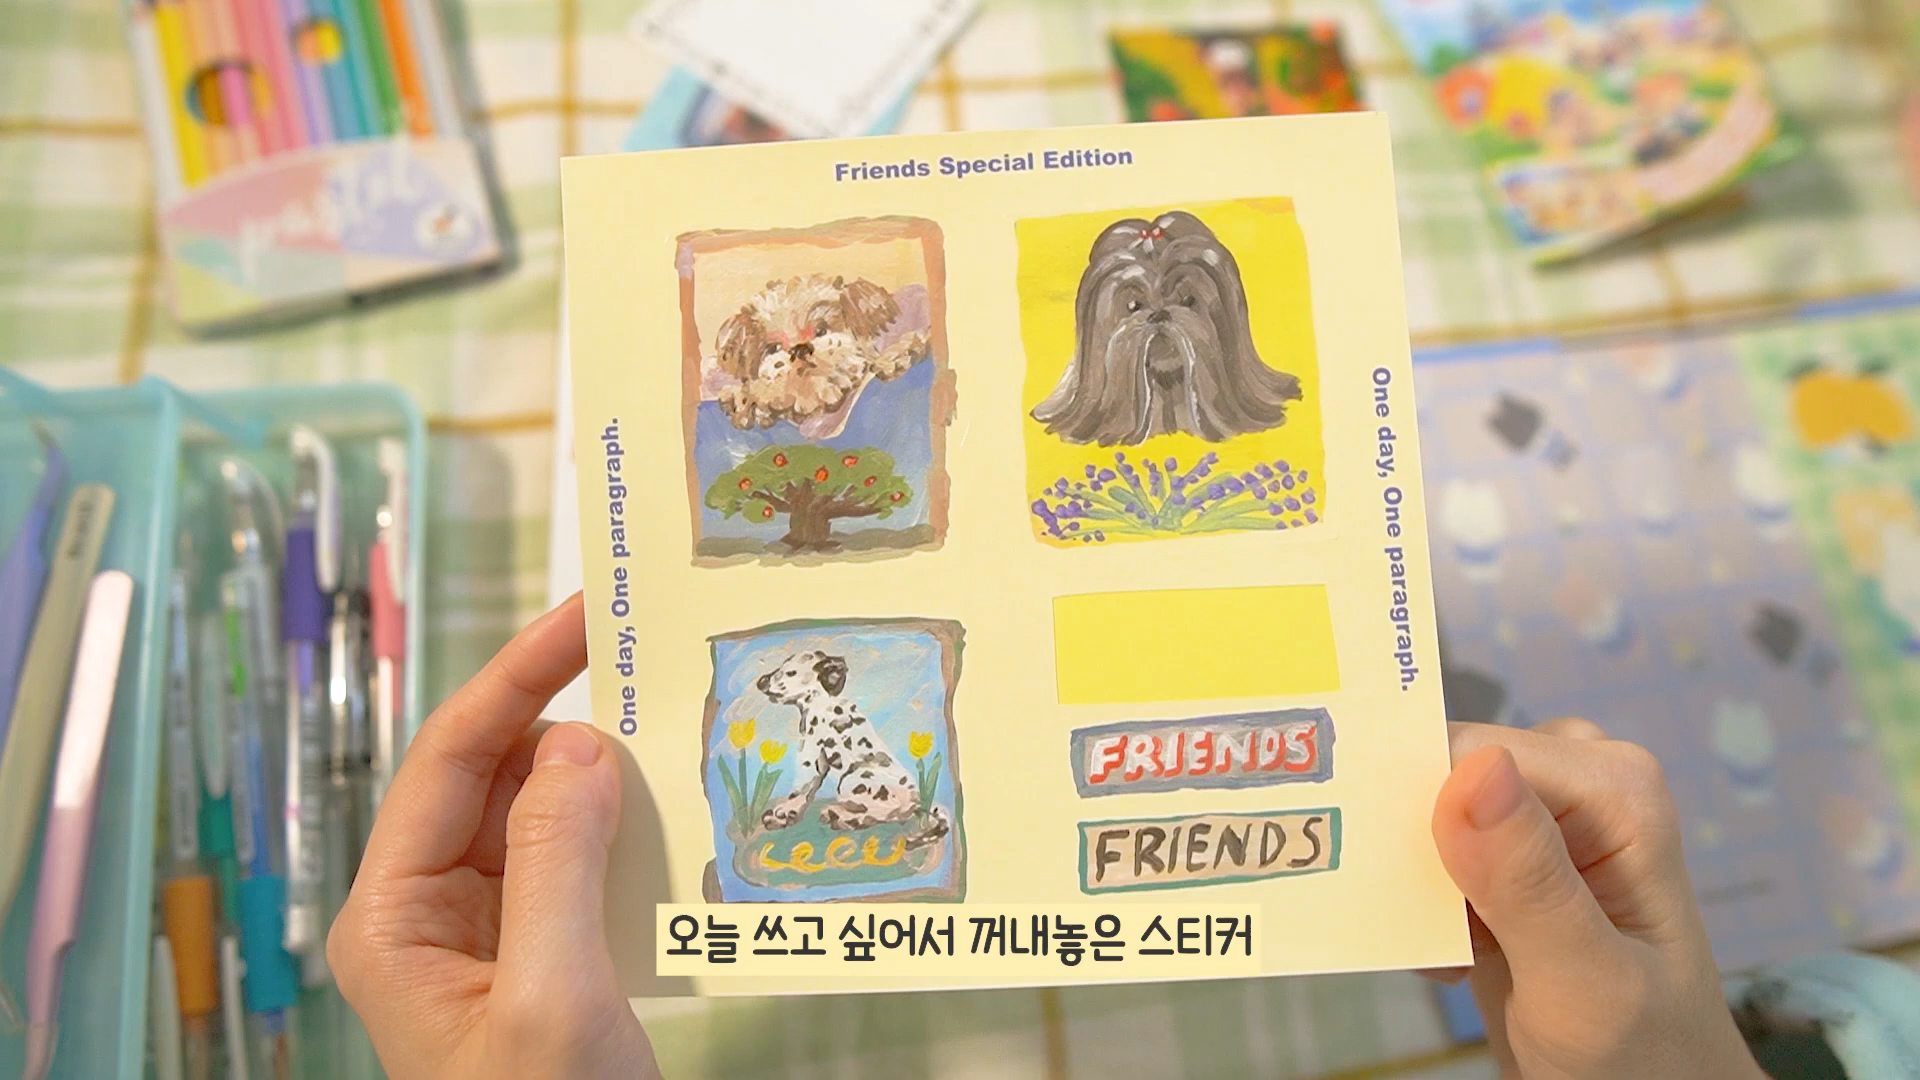 Friends Special Edition
One day, One paragraph.
One day, One paragraph.
FRIENDS
FRIENDS
오늘 쓰고 싶어서 꺼내놓은 스티커